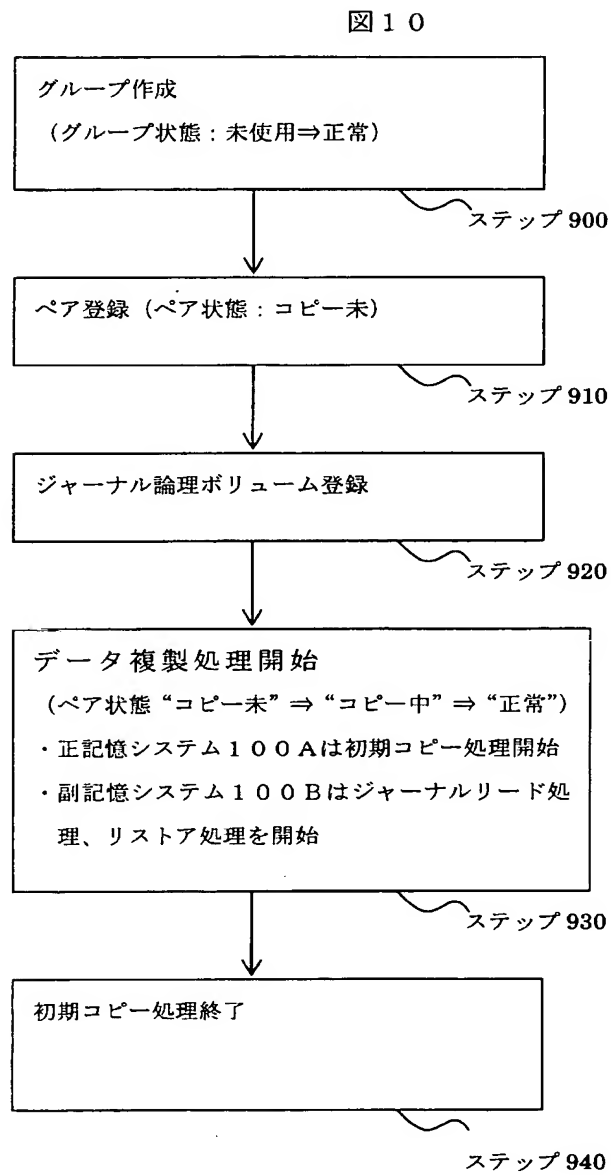 図１０
グループ作成
（グループ状態：未使用⇒正常）
ステップ900
ペア登録（ペア状態：コピー未）
ステップ910
ジャーナル論理ボリューム登録
ステップ920
データ複製処理開始
（ペア状態“コピー未”⇒“コピー中”⇒“正常”）
・正記憶システム１００Ａは初期コピー処理開始
・副記憶システム１００Ｂはジャーナルリード処
理、リストア処理を開始
ステップ930
初期コピー処理終了
ステップ940